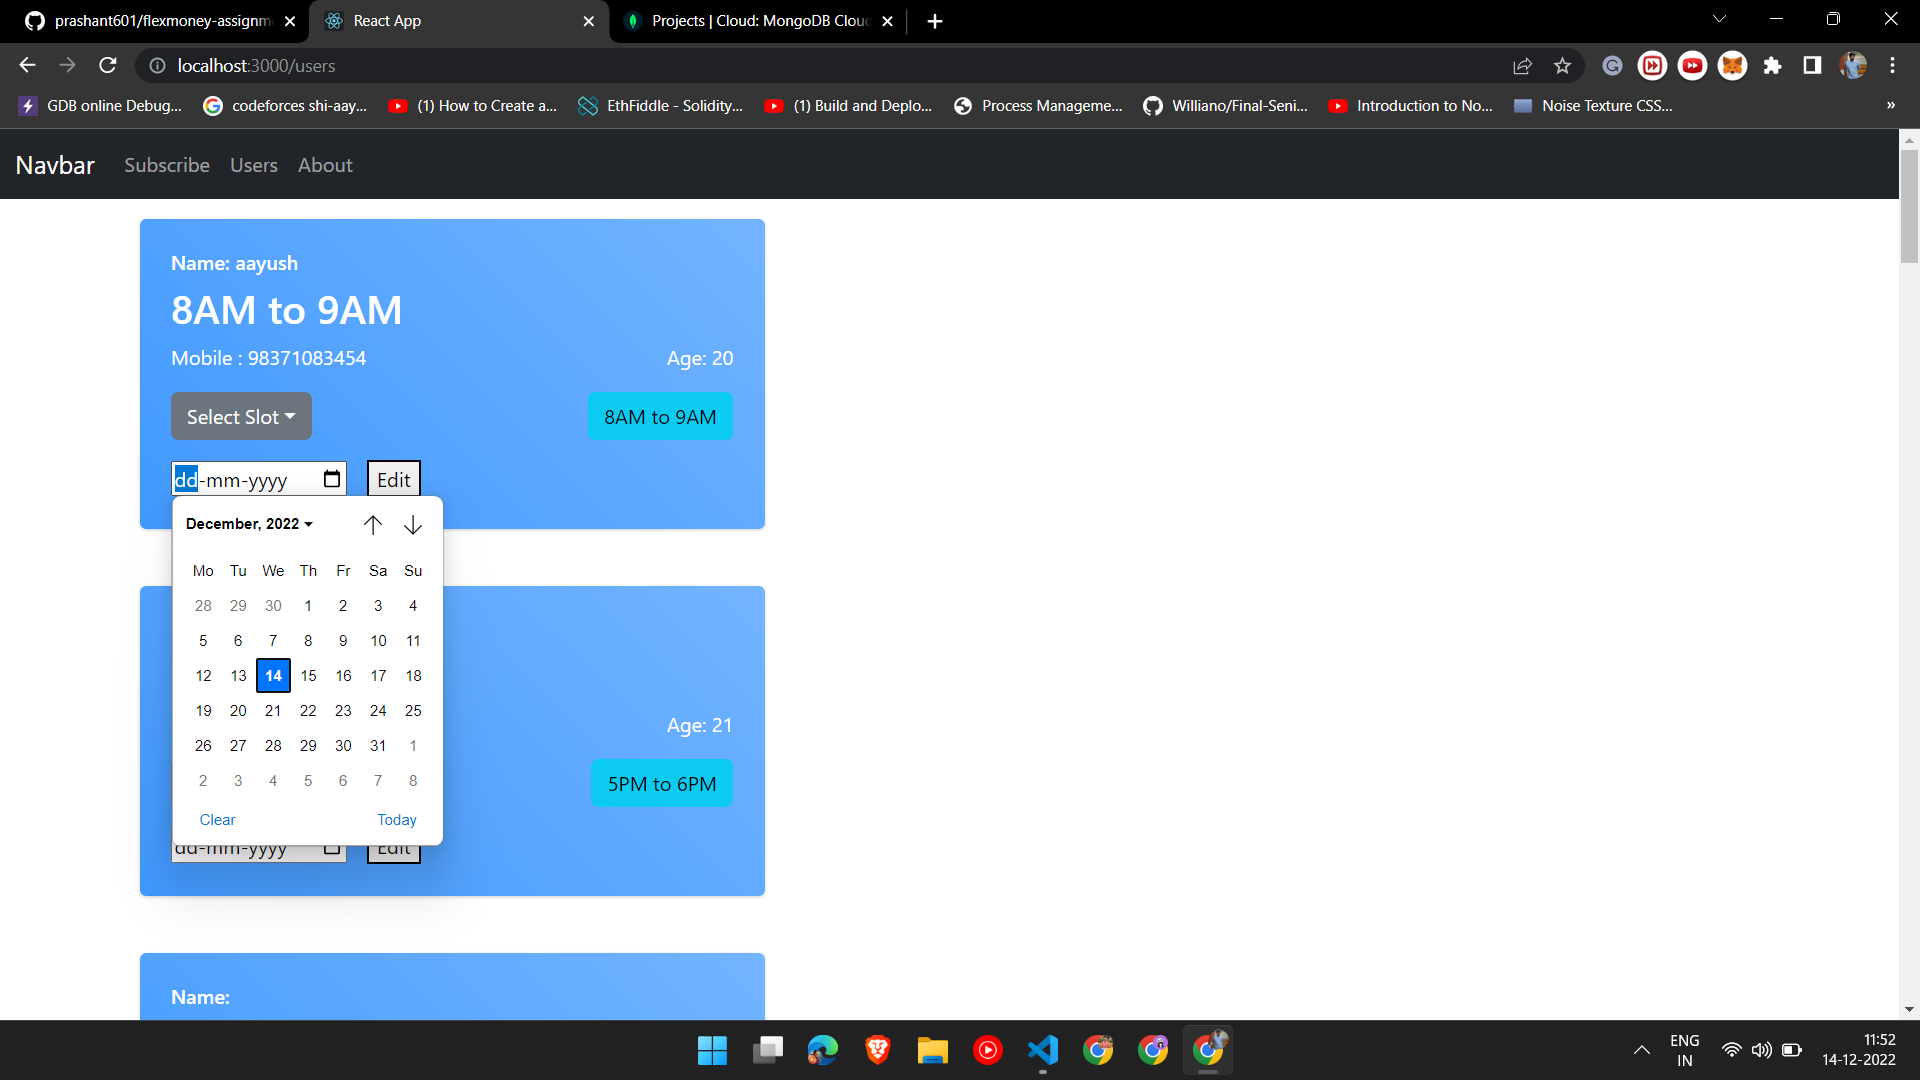 prashant601/flexmoney-assignm
React App
Projects | Cloud: MongoDB Clou
localhost:3000/users
GDB online Debug...
codeforces shi-aay...
(1) How to Create a...
EthFiddle - Solidity...
(1) Build and Deplo...
Process Manageme...
Williano/Final-Seni...
Introduction to No...
Noise Texture CSS...
»
Navbar Subscribe Users About
Name: aayush
8AM to 9AM
Mobile : 98371083454 Age: 20
Select Slot 8AM to 9AM
dd-mm-yyyy Edit
December, 2022
Mo Tu We Th Fr Sa Su
28 29 30 1 2 3 4
5 6 7 8 9 10 11
12 13 14 15 16 17 18
19 20 21 22 23 24 25
26 27 28 29 30 31 1
2 3 4 5 6 7 8
Clear Today
Age: 21
5PM to 6PM
dd-mm-yyyy Edit
Name:
ENG
IN
11:52
14-12-2022